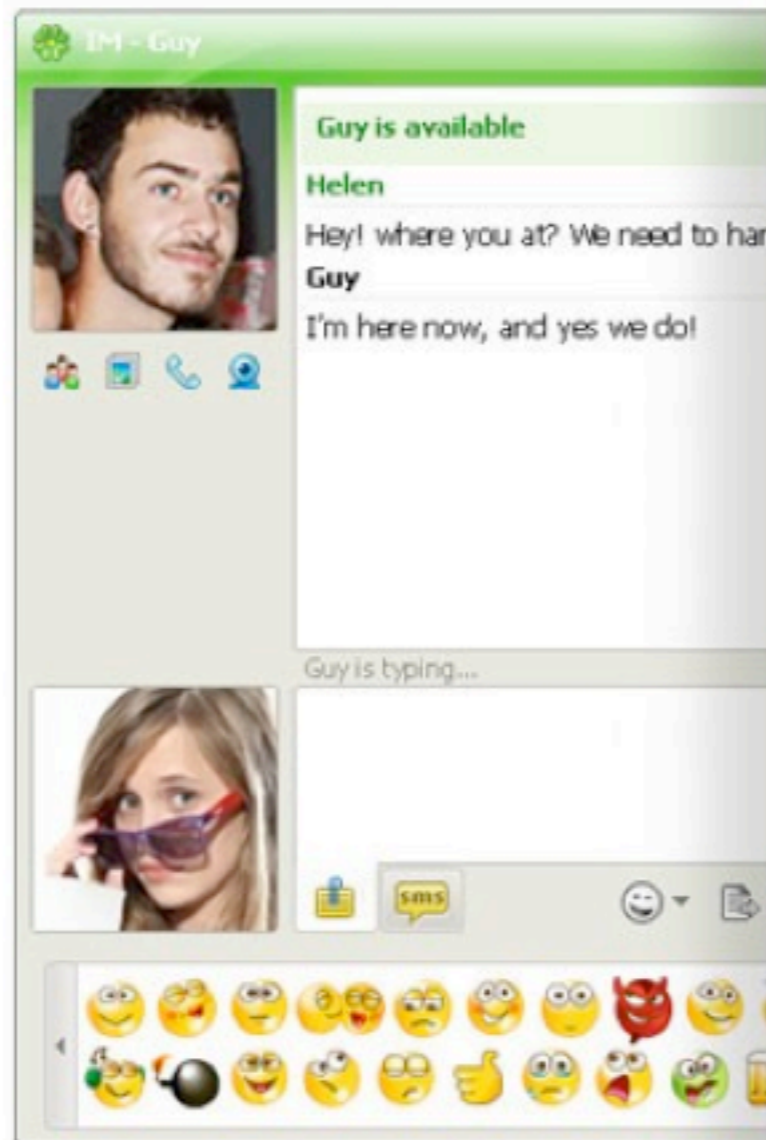 IM - Guy
Guy is available
Helen
Hey! where you at? We need to har
Guy
I'm here now, and yes we do!
Guy is typing...
sms